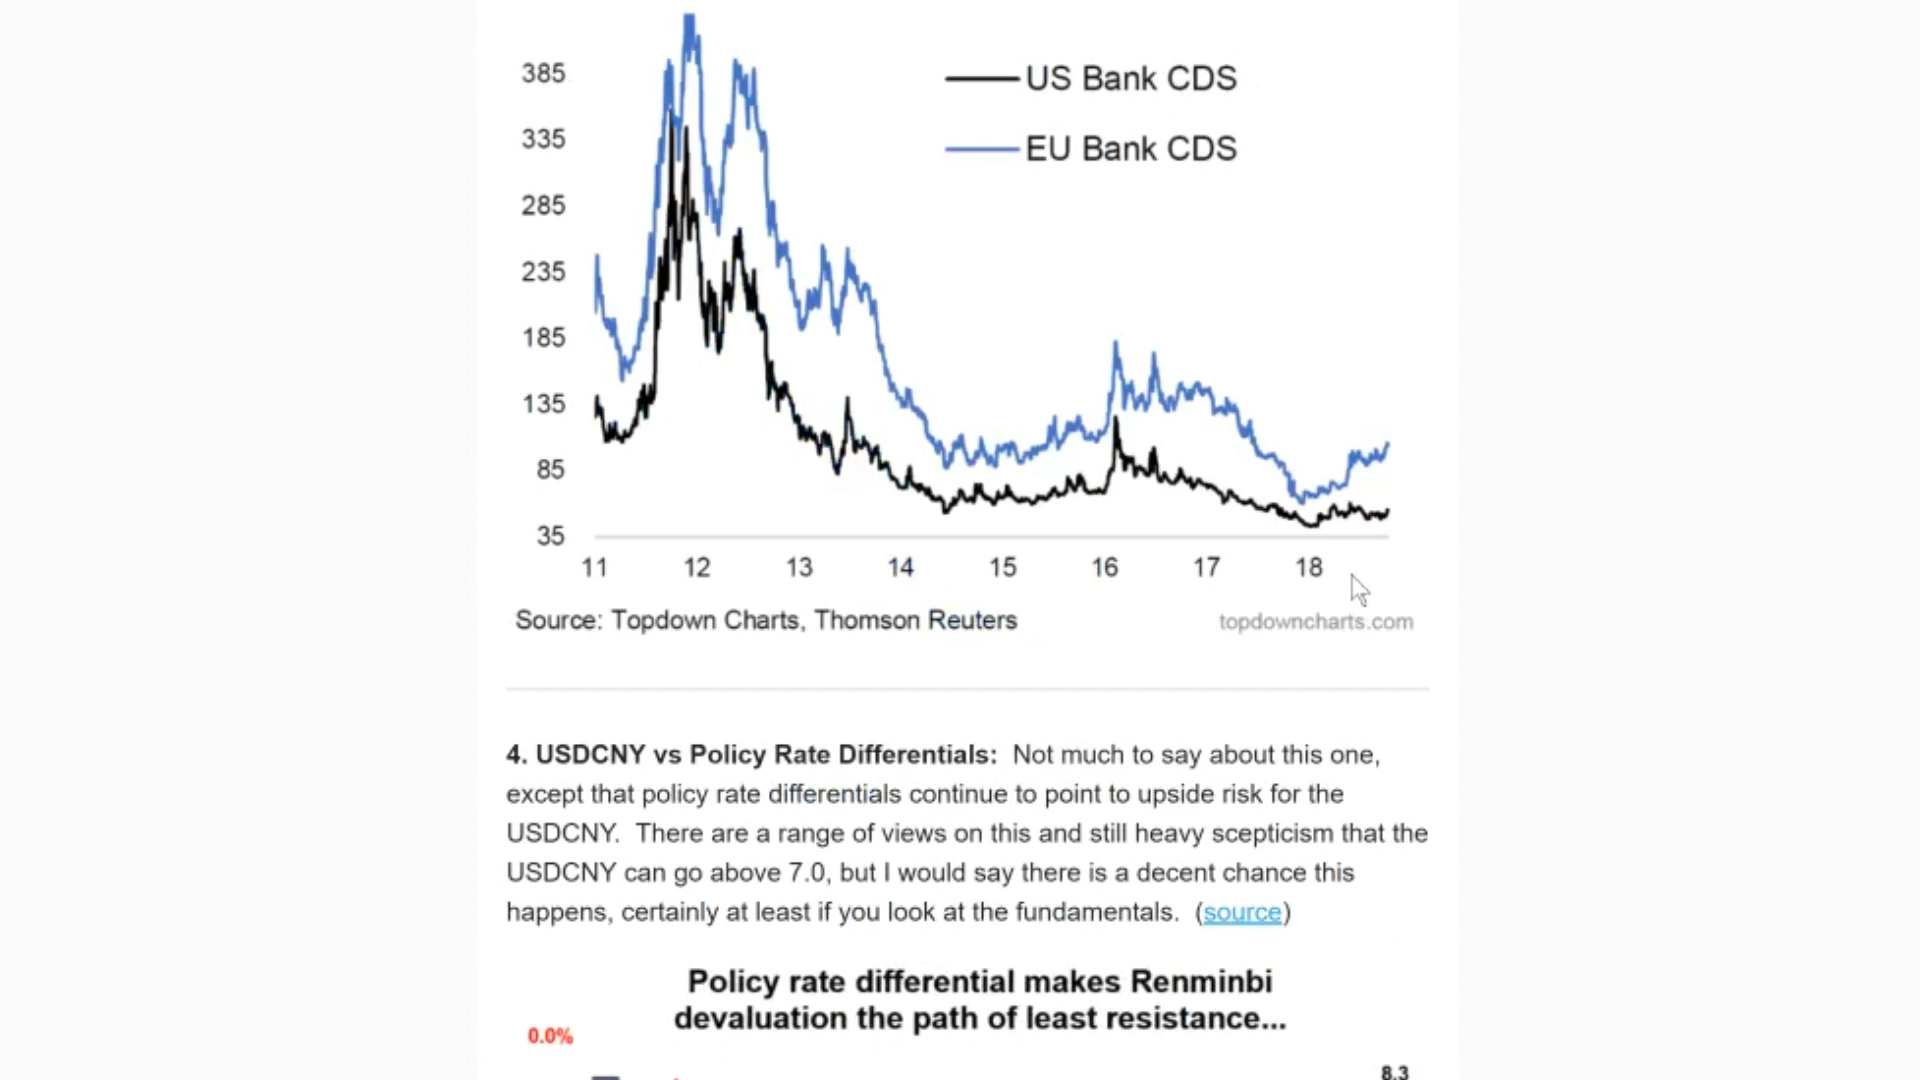 385
US Bank CDS
335
EU Bank CDS
285
235
185
135
85
35
11 12 13 14 15 16 17 18
Source: Topdown Charts, Thomson Reuters
topdowncharts.com
4. USDCNY vs Policy Rate Differentials: Not much to say about this one,
except that policy rate differentials continue to point to upside risk for the
USDCNY. There are a range of views on this and still heavy scepticism that the
USDCNY can go above 7.0, but I would say there is a decent chance this
happens, certainly at least if you look at the fundamentals. (source)
Policy rate differential makes Renminbi
devaluation the path of least resistance...
0.0%
8.3